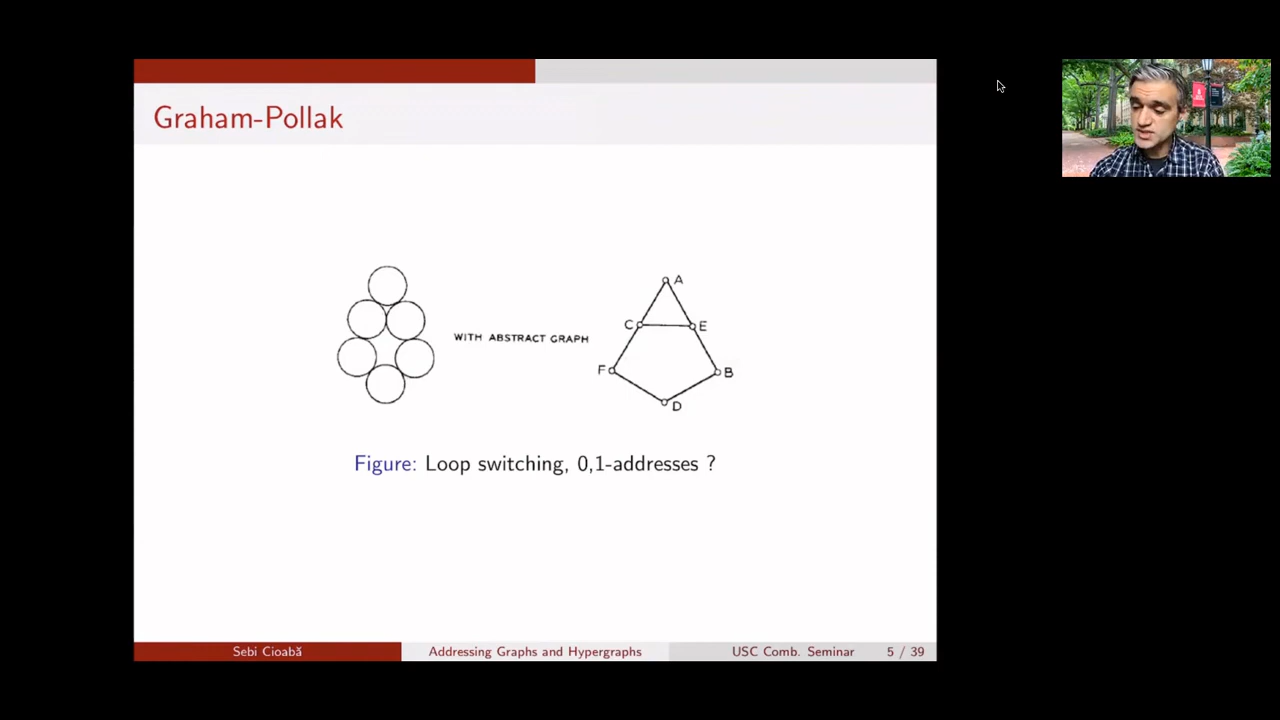 Graham-Pollak
WITH ABSTRACT GRAPH
A
C
E
F
B
D
Figure: Loop switching, 0,1-addresses ?
Sebi Cioabă
Addressing Graphs and Hypergraphs
USC Comb. Seminar
5 / 39